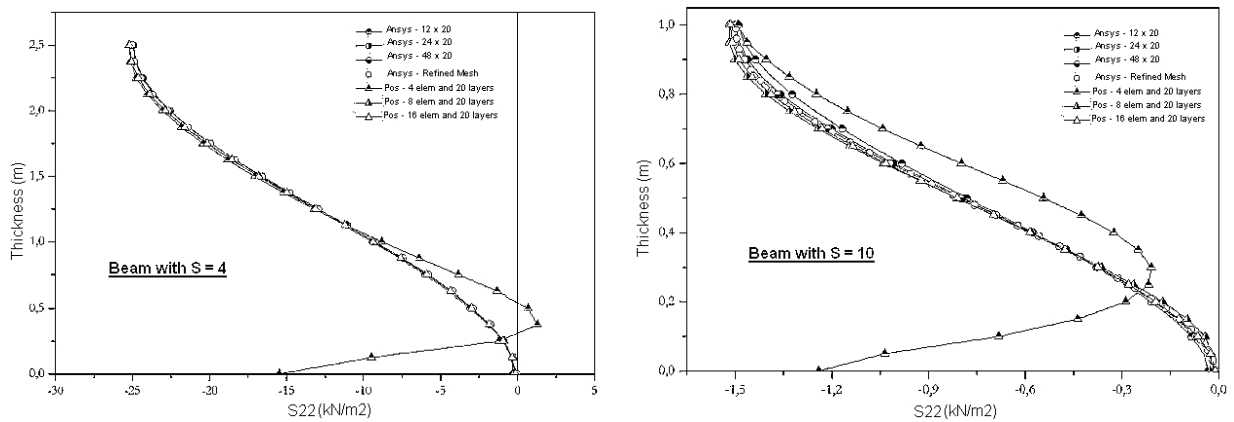 2,5
2,0
1,5
1,0
0,5
0,0
-30
-25
-20
-15
-10
-5
0
5
Thickness (m)
S22 (kN/m2)
Ansys - 12 x 20
Ansys - 24 x 20
Ansys - 48 x 20
Ansys - Refined Mesh
Pos - 4 elem and 20 layers
Pos - 8 elem and 20 layers
Pos - 16 elem and 20 layers
Beam with S = 4
1,0
0,8
0,6
0,4
0,2
0,0
-1,5
-1,2
-0,9
-0,6
-0,3
0,0
Thickness (m)
S22 (kN/m2)
Ansys - 12 x 20
Ansys - 24 x 20
Ansys - 48 x 20
Ansys - Refined Mesh
Pos - 4 elem and 20 layers
Pos - 8 elem and 20 layers
Pos - 16 elem and 20 layers
Beam with S = 10